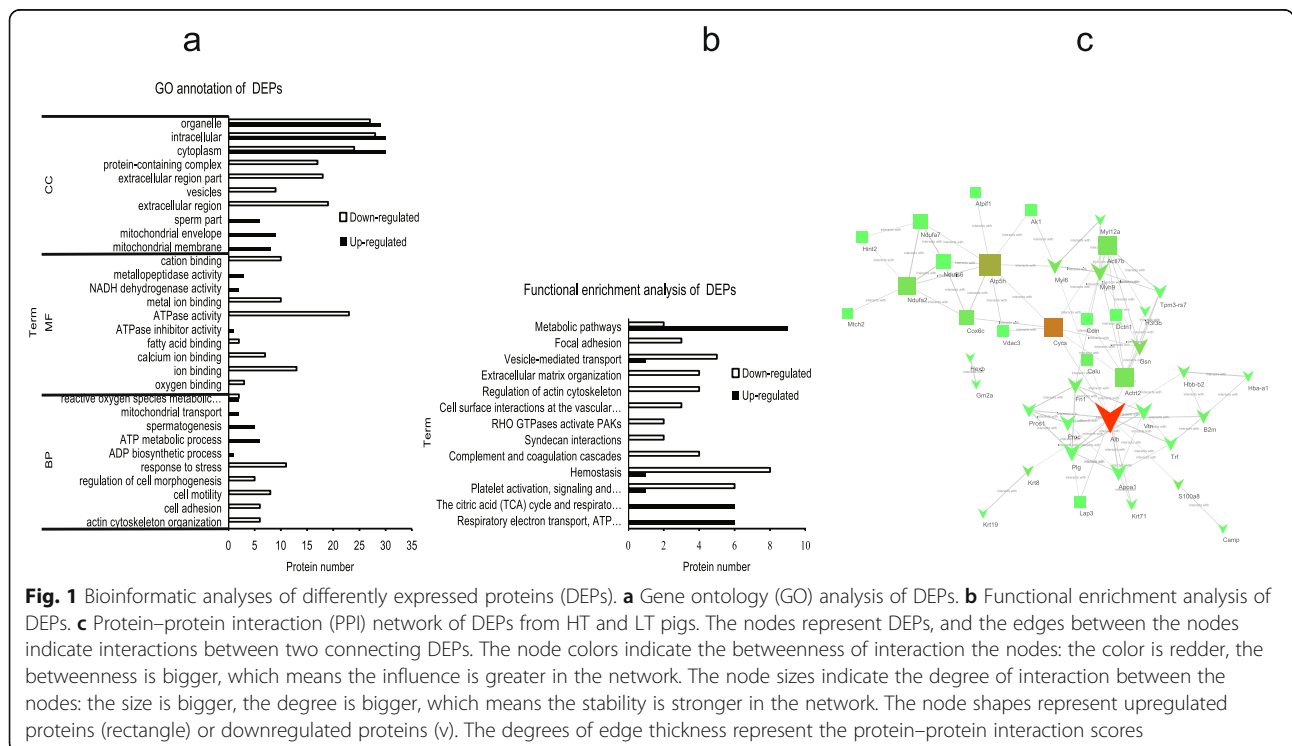 a
b
c
GO annotation of DEPs
Term
CC
organelle
intracellular
cytoplasm
protein-containing complex
extracellular region part
vesicles
extracellular region
sperm part
mitochondrial envelope
mitochondrial membrane
MF
cation binding
metallopeptidase activity
NADH dehydrogenase activity
metal ion binding
ATPase activity
ATPase inhibitor activity
fatty acid binding
calcium ion binding
ion binding
oxygen binding
BP
reactive oxygen species metabolic...
mitochondrial transport
spermatogenesis
ATP metabolic process
ADP biosynthetic process
response to stress
regulation of cell morphogenesis
cell motility
cell adhesion
actin cytoskeleton organization
Down-regulated
Up-regulated
0 5 10 15 20 25 30 35
Protein number
Functional enrichment analysis of DEPs
Term
Metabolic pathways
Focal adhesion
Vesicle-mediated transport
Extracellular matrix organization
Regulation of actin cytoskeleton
Cell surface interactions at the vascular...
RHO GTPases activate PAKs
Syndecan interactions
Complement and coagulation cascades
Hemostasis
Platelet activation, signaling and...
The citric acid (TCA) cycle and respirato...
Respiratory electron transport, ATP...
Down-regulated
Up-regulated
0 2 4 6 8 10
Protein number
Atpif1
Ak1
Ndufa7
Myl12a
Hint2
Actl7b
Ndufs6
Atp5h
Myl6
Myh9
Ndufa2
Tpm3-rs7
Mtch2
Cox6c
Vdac3
Cycs
Dctn1
Gsn
Calu
Hexb
Gm2a
Actrt2
Hbb-b2
Hba-a1
Fn1
Pros1
Alb
Vtn
B2m
Plg
Trf
Krt8
Apoa1
S100a8
Krt19
Lap3
Krt71
Camp
Fig. 1 Bioinformatic analyses of differently expressed proteins (DEPs). a Gene ontology (GO) analysis of DEPs. b Functional enrichment analysis of
DEPs. c Protein–protein interaction (PPI) network of DEPs from HT and LT pigs. The nodes represent DEPs, and the edges between the nodes
indicate interactions between two connecting DEPs. The node colors indicate the betweenness of interaction the nodes: the color is redder, the
betweenness is bigger, which means the influence is greater in the network. The node sizes indicate the degree of interaction between the
nodes: the size is bigger, the degree is bigger, which means the stability is stronger in the network. The node shapes represent upregulated
proteins (rectangle) or downregulated proteins (v). The degrees of edge thickness represent the protein–protein interaction scores